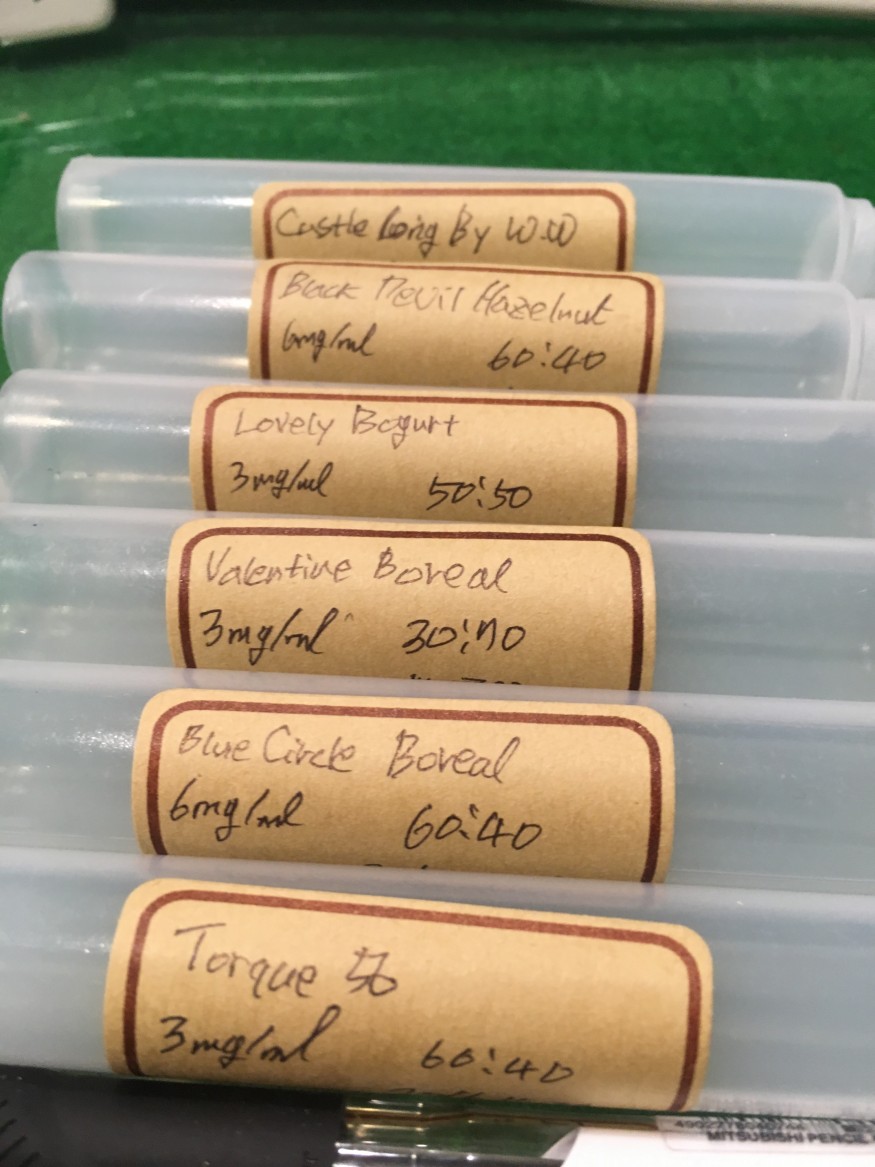 Castle Long By W.W
Black Devil Hazelnut
6mg/ml 60:40
Lovely Bogurt
3mg/ml 50:50
Valentine Boreal
3mg/ml 30:70
Blue Circle Boreal
6mg/ml 60:40
Torque 56
3mg/ml 60:40
MITSUBISHI PENCIL